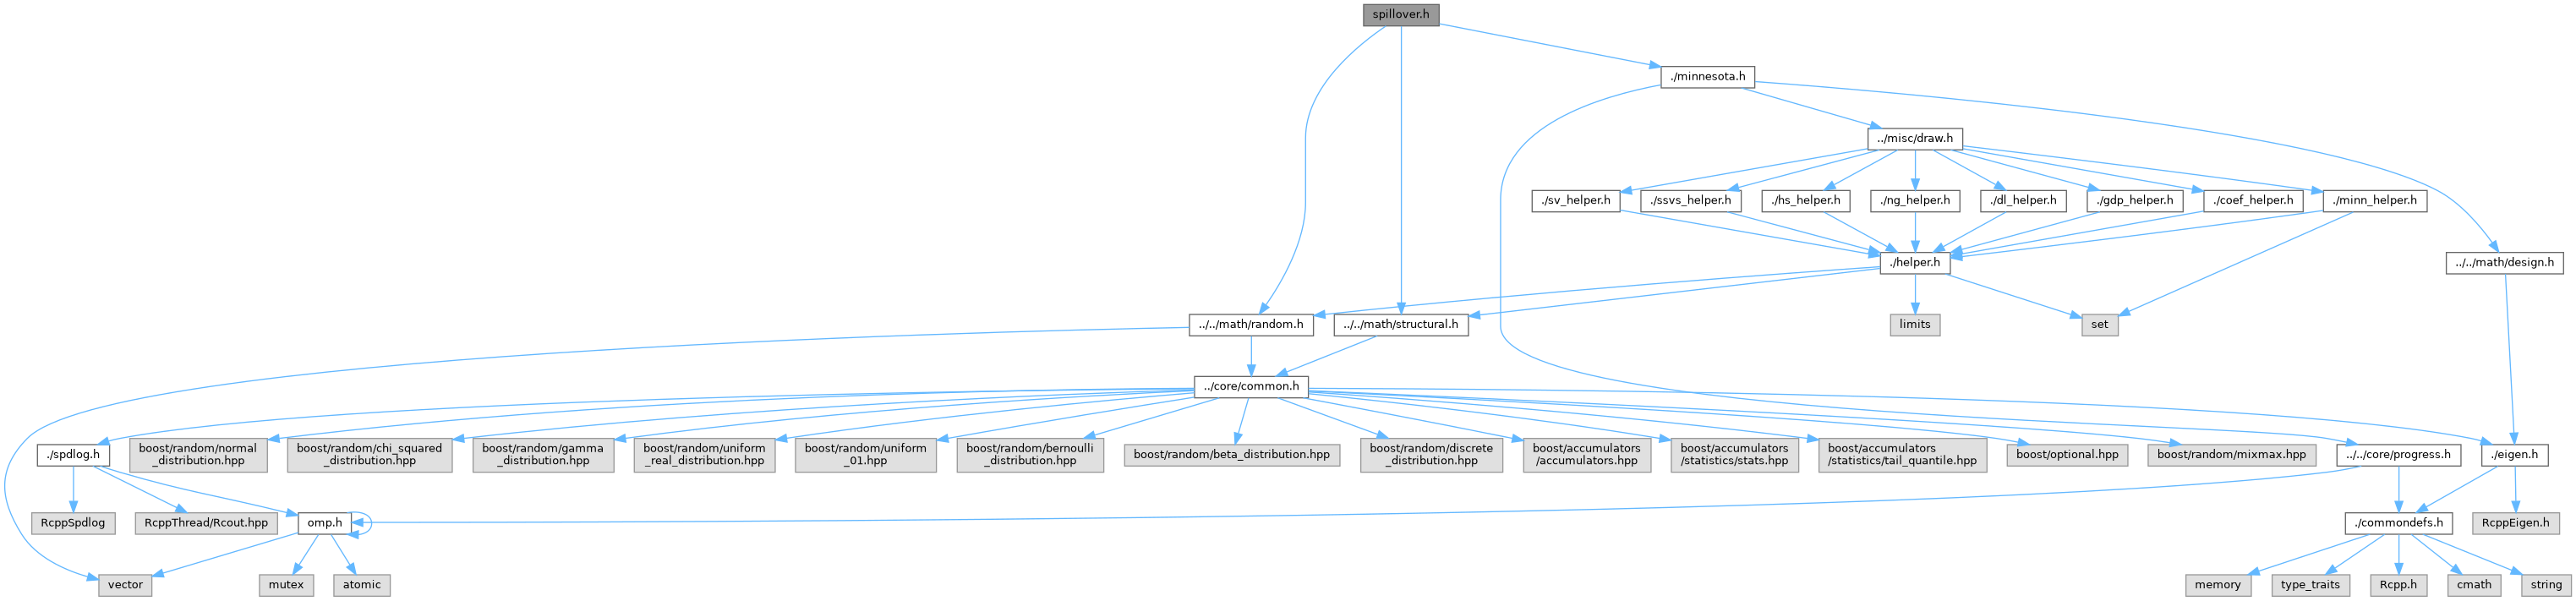 spillover.h
./minnesota.h
../misc/draw.h
./sv_helper.h
./ssvs_helper.h
./hs_helper.h
./ng_helper.h
./dl_helper.h
./gdp_helper.h
./coef_helper.h
./minn_helper.h
./helper.h
../../math/design.h
../../math/random.h
../../math/structural.h
limits
set
../core/common.h
./spdlog.h
boost/random/normal
_distribution.hpp
boost/random/chi_squared
_distribution.hpp
boost/random/gamma
_distribution.hpp
boost/random/uniform
_real_distribution.hpp
boost/random/uniform
_01.hpp
boost/random/bernoulli
_distribution.hpp
boost/random/beta_distribution.hpp
boost/random/discrete
_distribution.hpp
boost/accumulators
/accumulators.hpp
boost/accumulators
/statistics/stats.hpp
boost/accumulators
/statistics/tail_quantile.hpp
boost/optional.hpp
boost/random/mixmax.hpp
../../core/progress.h
./eigen.h
RcppSpdlog
RcppThread/Rcout.hpp
omp.h
./commondefs.h
RcppEigen.h
vector
mutex
atomic
memory
type_traits
Rcpp.h
cmath
string